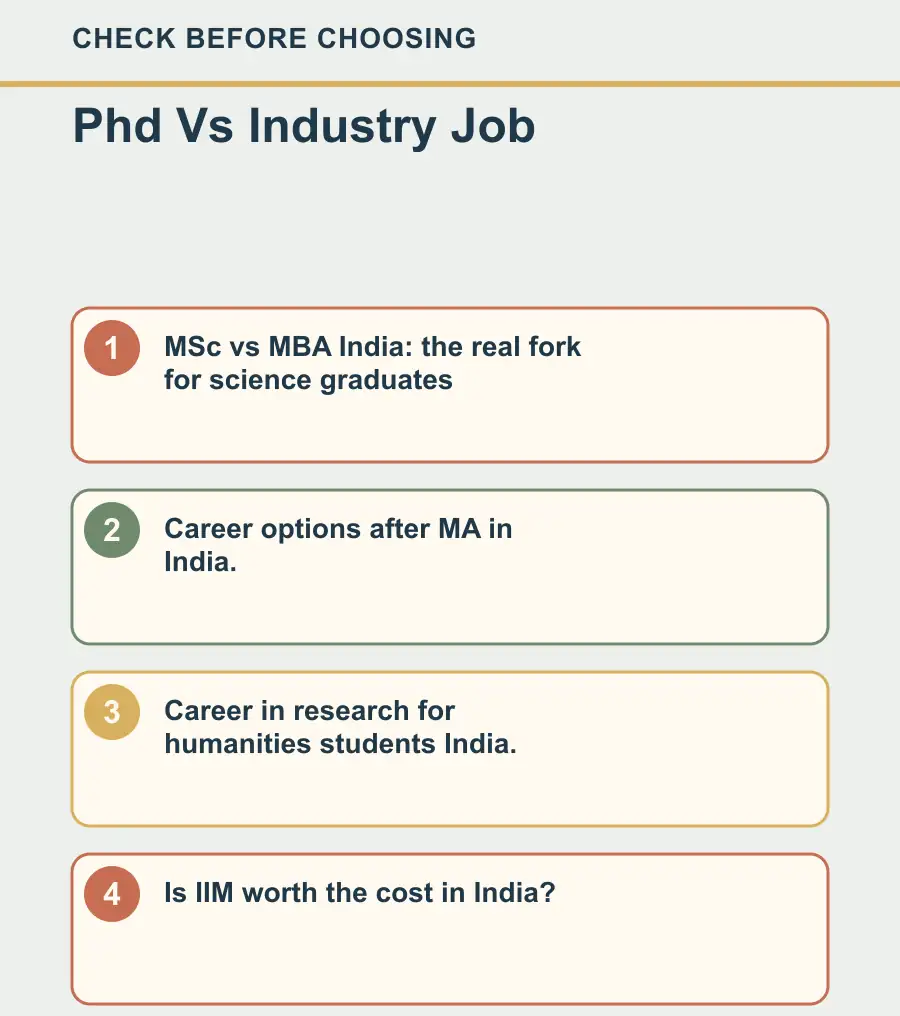 CHECK BEFORE CHOOSING
Phd Vs Industry Job
1
MSc vs MBA India: the real fork
for science graduates
2
Career options after MA in
India.
3
Career in research for
humanities students India.
4
Is IIM worth the cost in India?